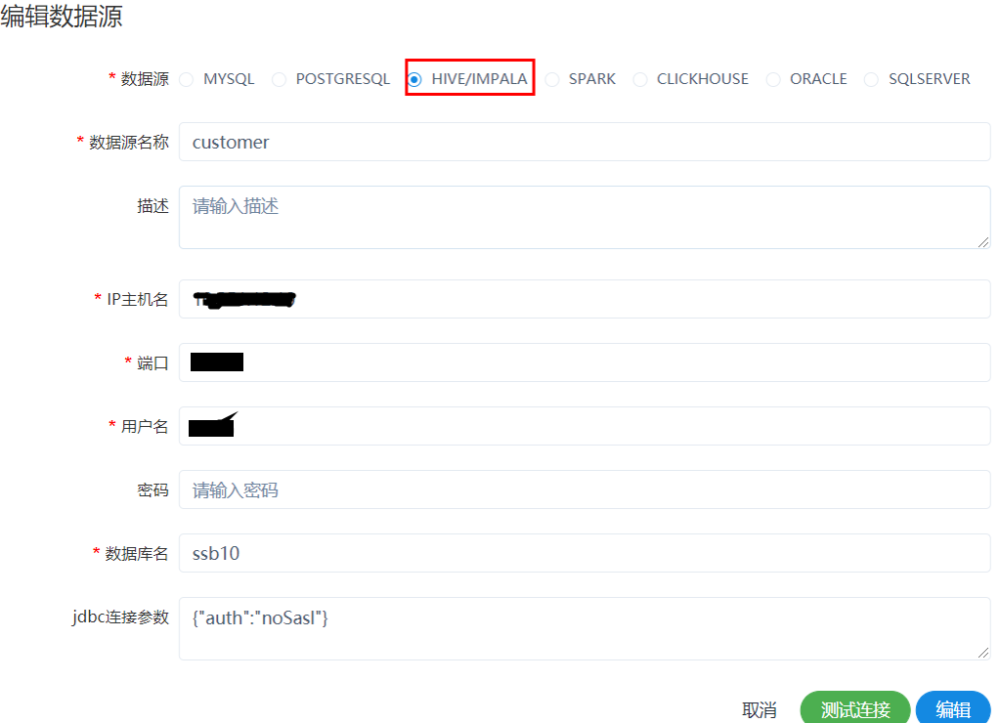 编辑数据源
* 数据源 MYSQL POSTGRESQL HIVE/IMPALA SPARK CLICKHOUSE ORACLE SQLSERVER
* 数据源名称 customer
描述 请输入描述
* IP主机名
* 端口
* 用户名
密码 请输入密码
* 数据库名 ssb10
jdbc连接参数 {"auth":"noSasl"}
取消 测试连接 编辑